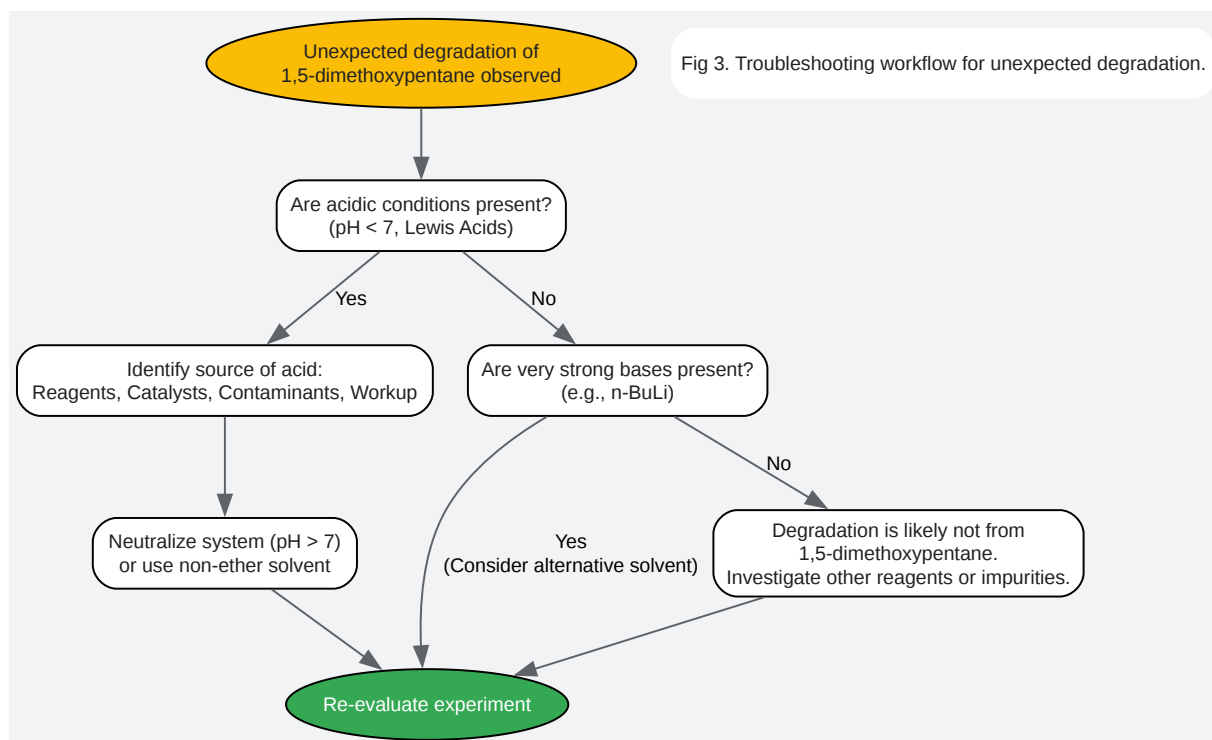 Unexpected degradation of
1,5-dimethoxypentane observed
Fig 3. Troubleshooting workflow for unexpected degradation.
Are acidic conditions present?
(pH < 7, Lewis Acids)
Yes
No
Identify source of acid:
Reagents, Catalysts, Contaminants, Workup
Are very strong bases present?
(e.g., n-BuLi)
No
Neutralize system (pH > 7)
or use non-ether solvent
Yes
(Consider alternative solvent)
Degradation is likely not from
1,5-dimethoxypentane.
Investigate other reagents or impurities.
Re-evaluate experiment